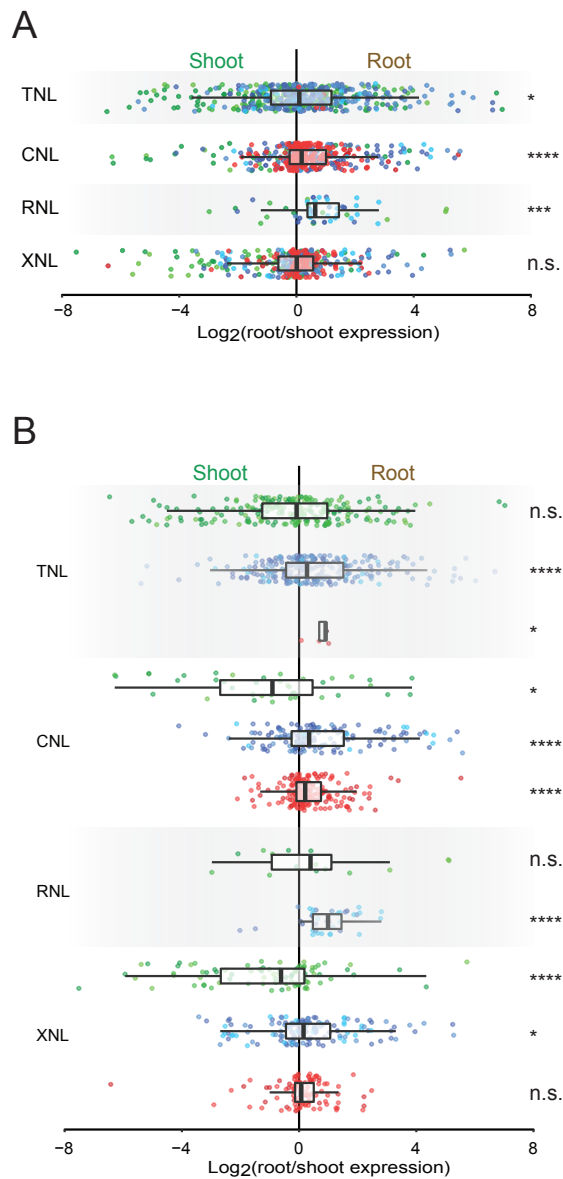 A
Shoot Root
TNL *
CNL ****
RNL ***
XNL n.s.
−8 −4 0 4 8
Log2(root/shoot expression)
B
Shoot Root
n.s.
TNL ****
*
*
CNL ****
****
n.s.
RNL
****
****
XNL *
n.s.
−8 −4 0 4 8
Log2(root/shoot expression)